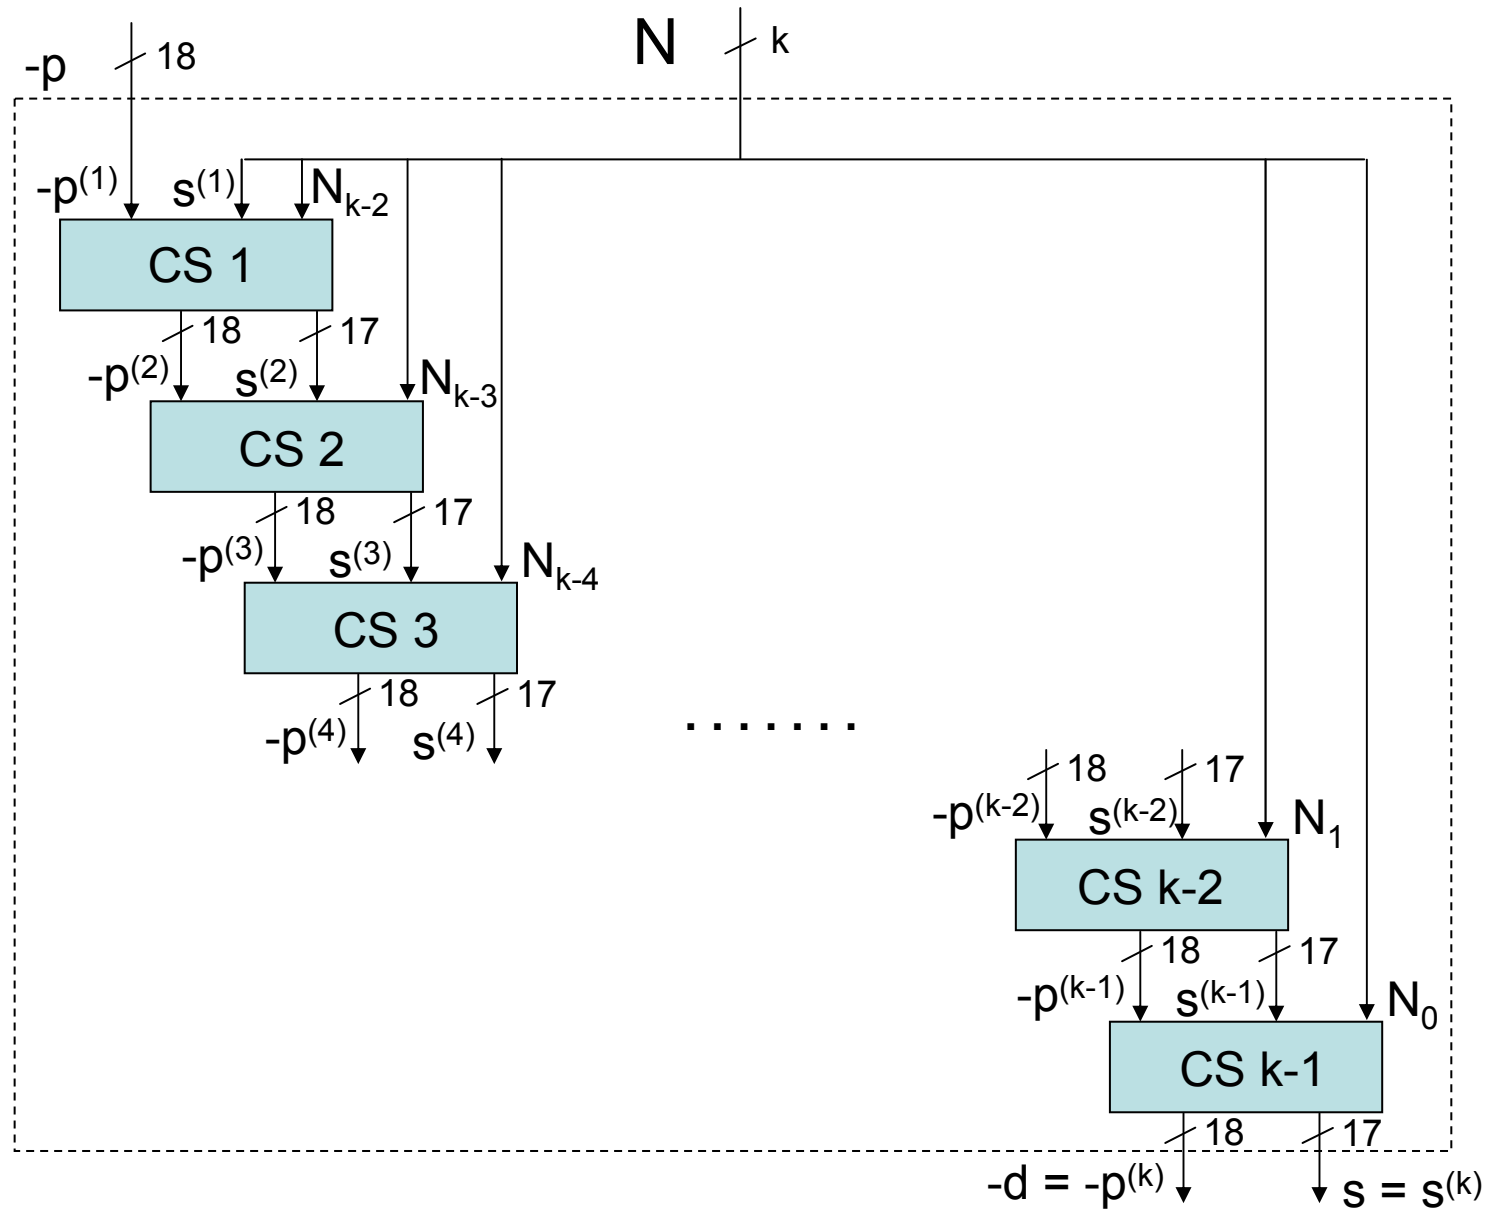 -p 18 N k
-p(1) s(1) Nk-2
CS 1
18 17
-p(2) s(2) Nk-3
CS 2
18 17
-p(3) s(3) Nk-4
CS 3
18 17
-p(4) s(4) . . . . . . .
18 17
-p(k-2) s(k-2) N1
CS k-2
18 17
-p(k-1) s(k-1) N0
CS k-1
18 17
-d = -p(k) s = s(k)